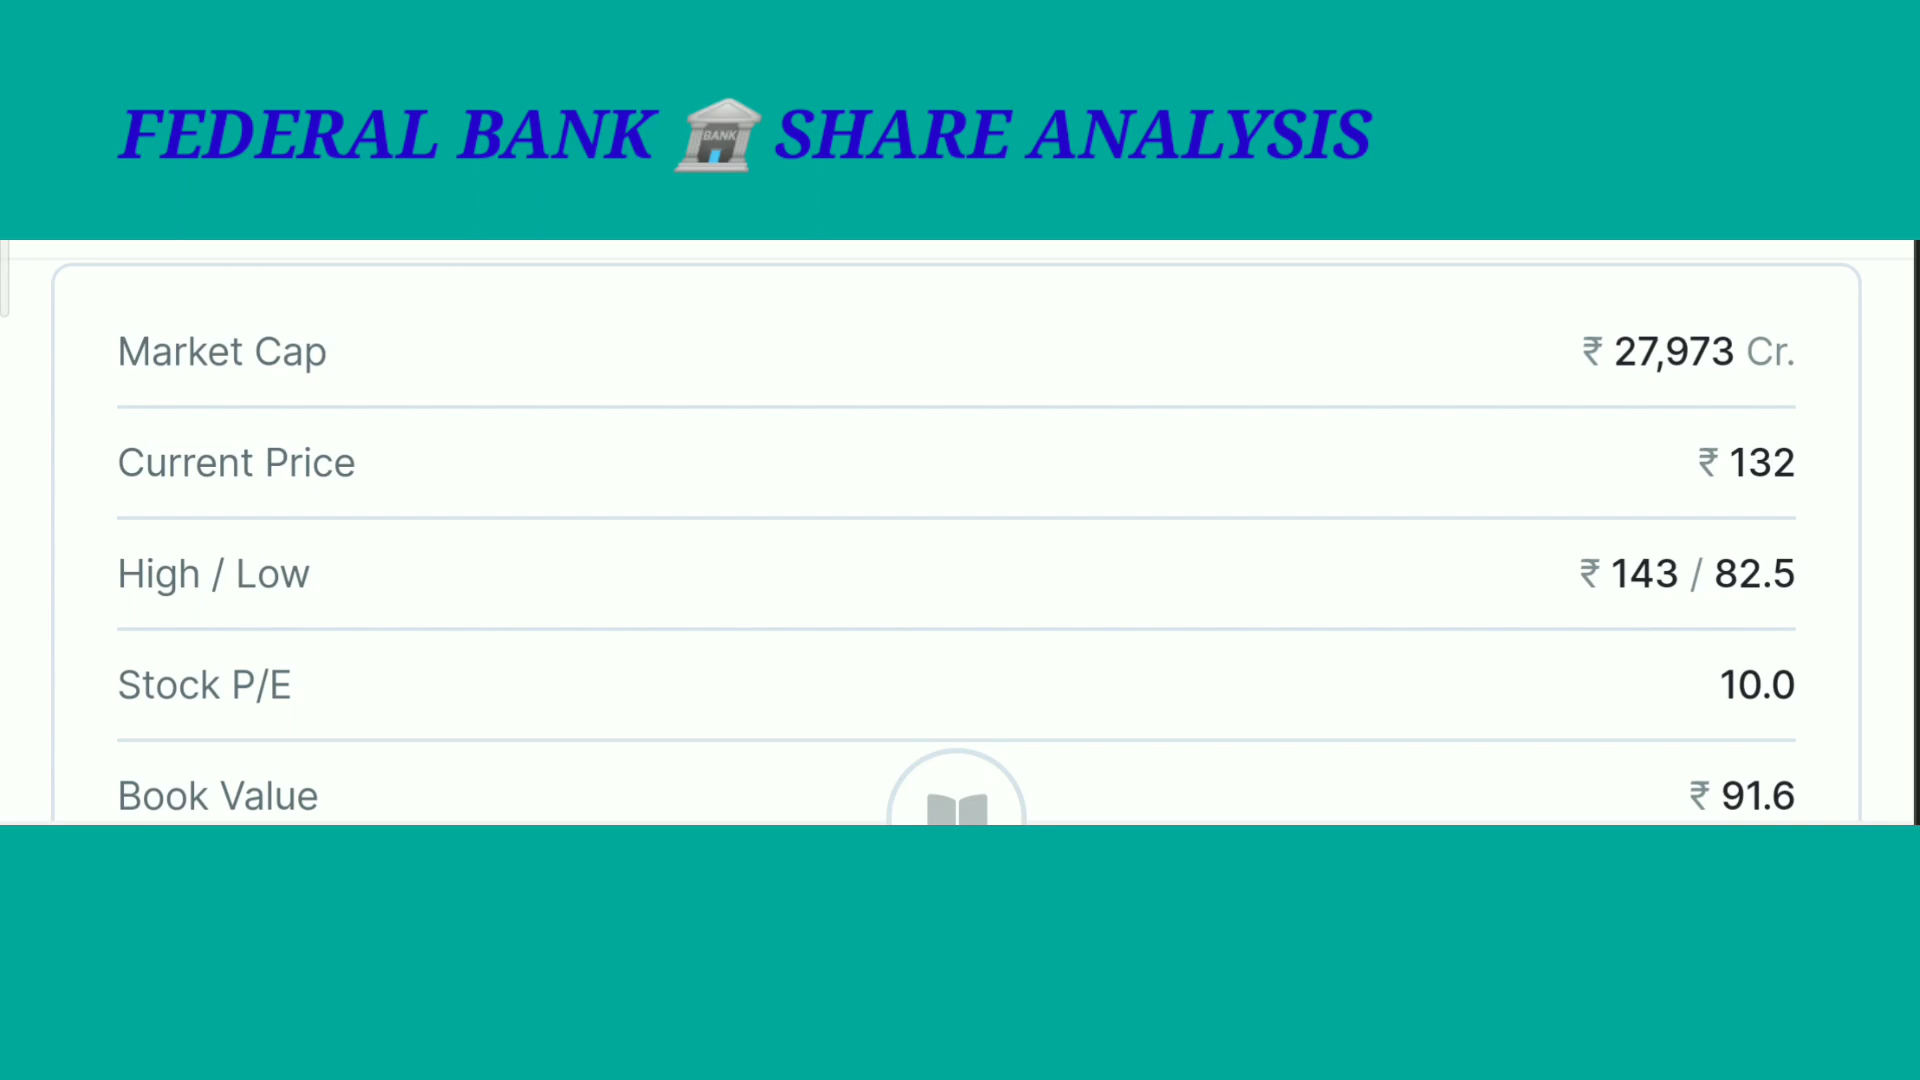 FEDERAL BANK 🏦 SHARE ANALYSIS
Market Cap ₹ 27,973 Cr.
Current Price ₹ 132
High / Low ₹ 143 / 82.5
Stock P/E 10.0
Book Value ₹ 91.6